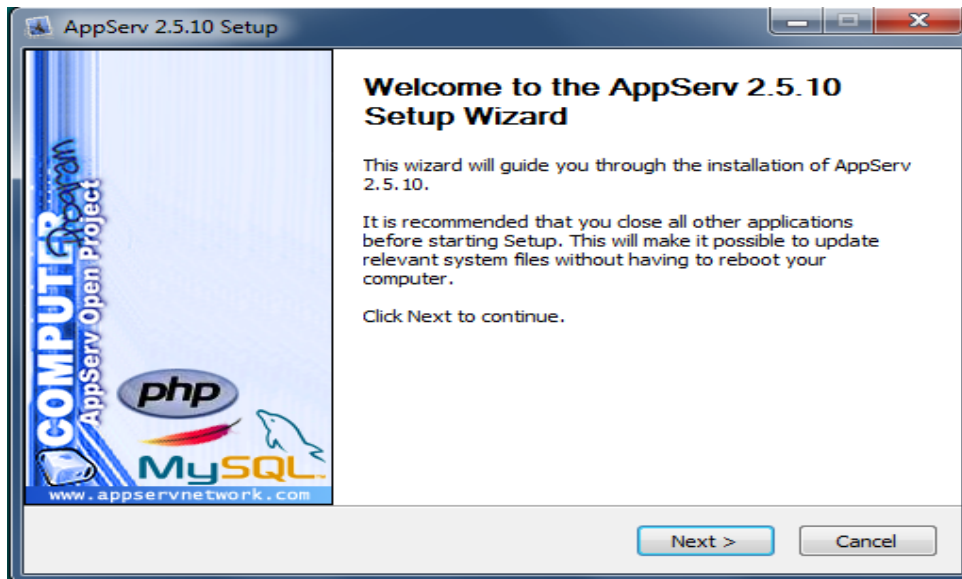 AppServ 2.5.10 Setup
Welcome to the AppServ 2.5.10
Setup Wizard
This wizard will guide you through the installation of AppServ
2.5.10.
It is recommended that you close all other applications
before starting Setup. This will make it possible to update
relevant system files without having to reboot your
computer.
Click Next to continue.
COMPUTER
Program
AppServ Open Project
php
MySQL
www.appservnetwork.com
Next >
Cancel